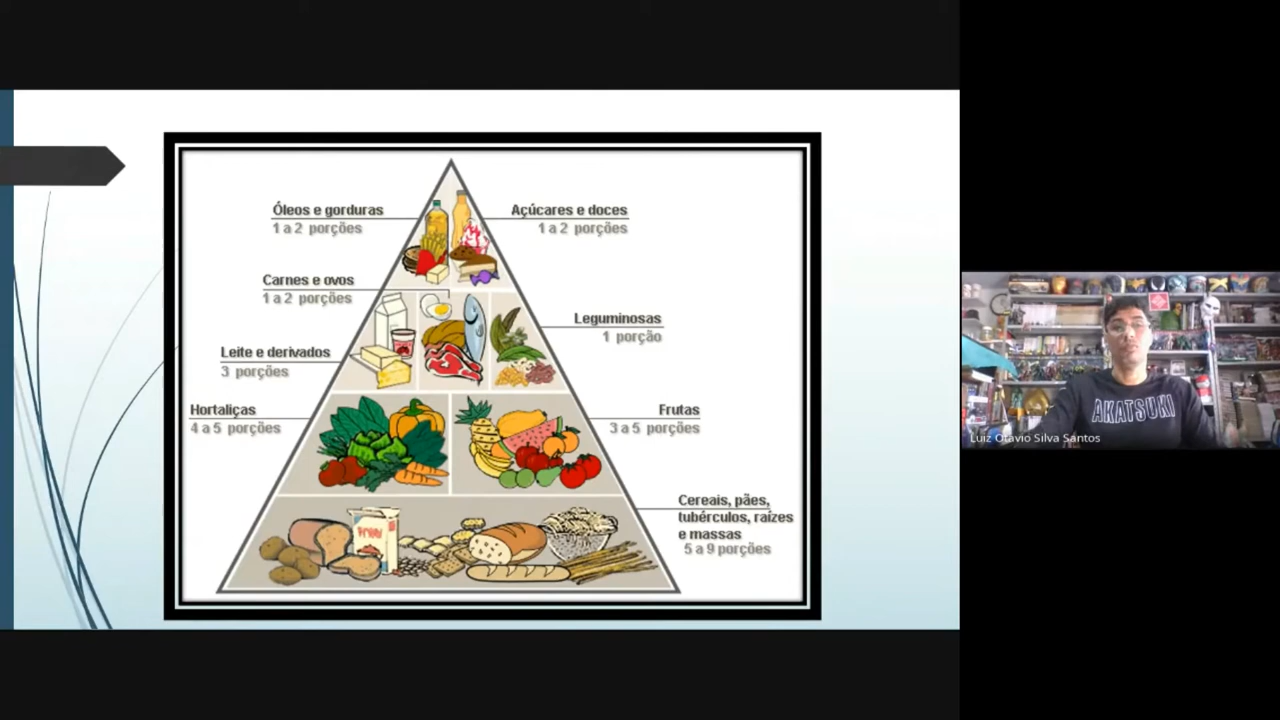 Óleos e gorduras
1 a 2 porções
Açúcares e doces
1 a 2 porções
Carnes e ovos
1 a 2 porções
Leguminosas
1 porção
Leite e derivados
3 porções
Hortaliças
4 a 5 porções
Frutas
3 a 5 porções
Cereais, pães,
tubérculos, raízes
e massas
5 a 9 porções
AKATSUKI
Luiz Otavio Silva Santos